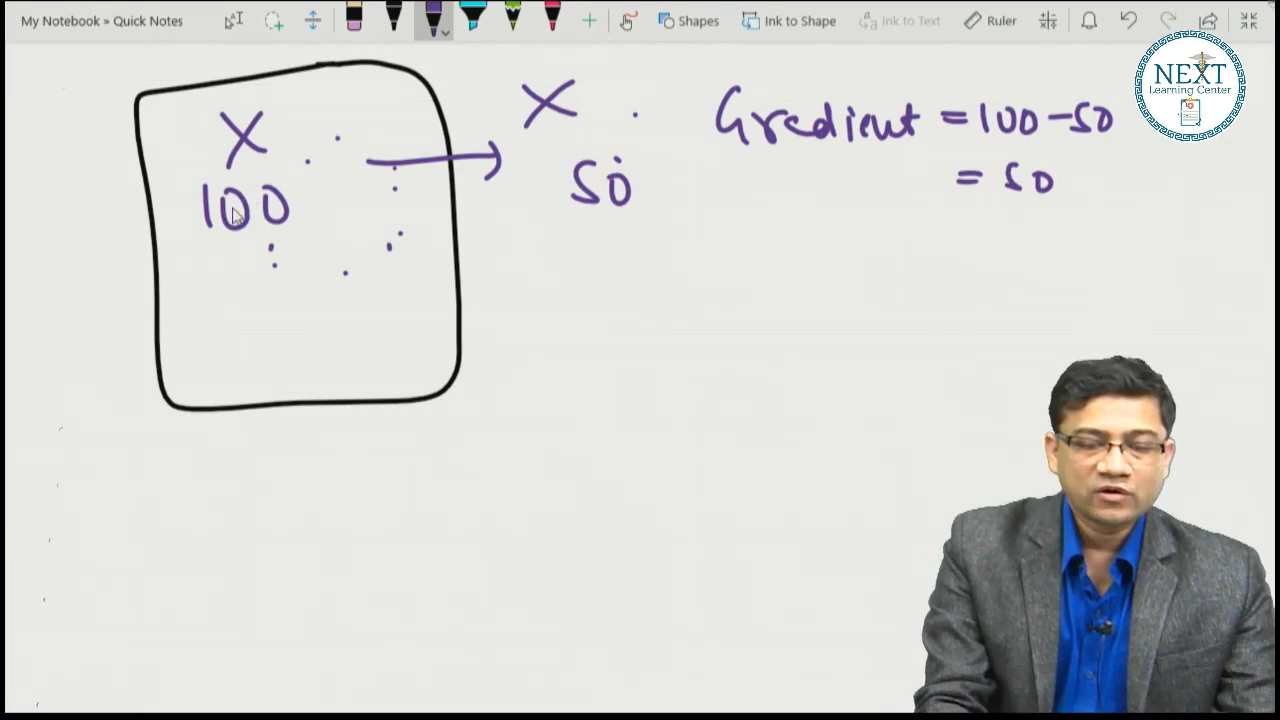 My Notebook » Quick Notes
Shapes
Ink to Shape
Ink to Text
Ruler
NEXT
Learning Center
X
100
X
50
Gredient = 100 - 50
= 50